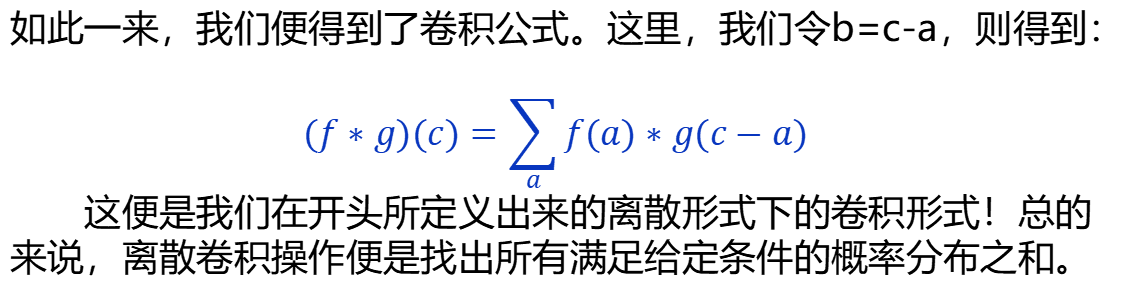 如此一来，我们便得到了卷积公式。这里，我们令b=c-a，则得到：
(f ∗ g)(c) = ∑ₐ f(a) ∗ g(c − a)
这便是我们在开头所定义出来的离散形式下的卷积形式！总的
来说，离散卷积操作便是找出所有满足给定条件的概率分布之和。